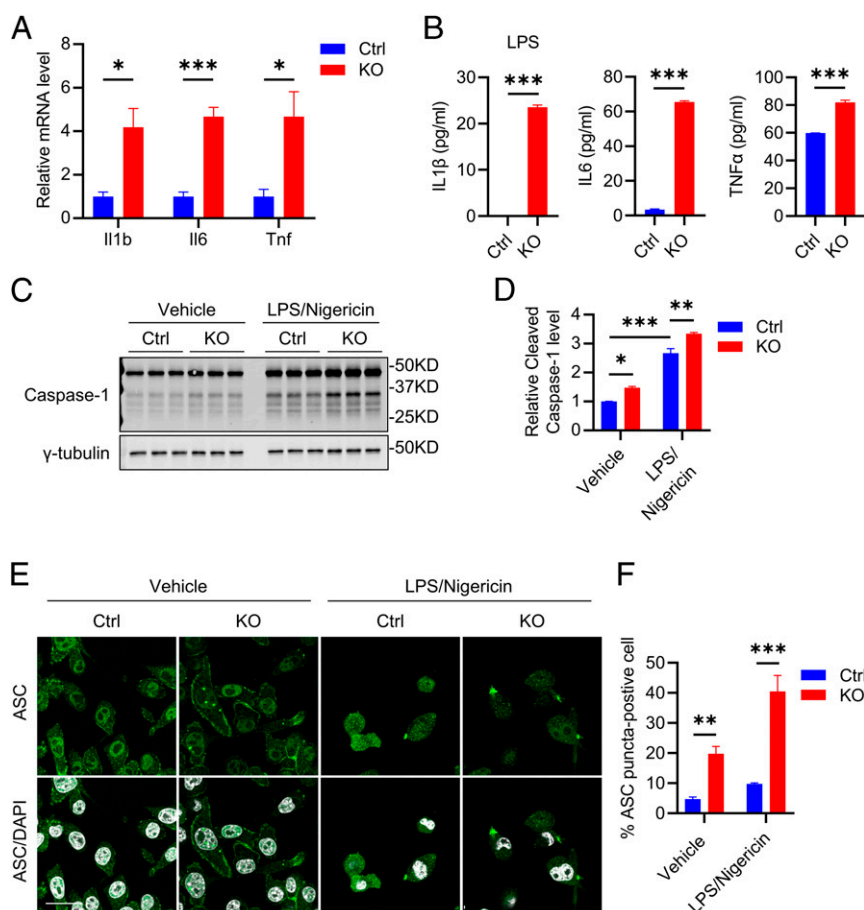 A
Relative mRNA level
8
6
4
2
0
* *** *
Il1b Il6 Tnf
Ctrl
KO
B
LPS
IL1β (pg/ml)
30
20
10
0
***
Ctrl
KO
IL6 (pg/ml)
80
60
40
20
0
***
Ctrl
KO
TNFα (pg/ml)
100
80
60
40
20
0
***
Ctrl
KO
C
Vehicle LPS/Nigericin
Ctrl KO Ctrl KO
Caspase-1
-50KD
-37KD
-25KD
γ-tubulin
-50KD
D
Relative Cleaved
Caspase-1 level
4
3
2
1
0
*
***
**
Vehicle
LPS/
Nigericin
Ctrl
KO
E
Vehicle LPS/Nigericin
Ctrl KO Ctrl KO
ASC
ASC/DAPI
F
% ASC puncta-postive cell
50
40
30
20
10
0
**
***
Vehicle
LPS/Nigericin
Ctrl
KO